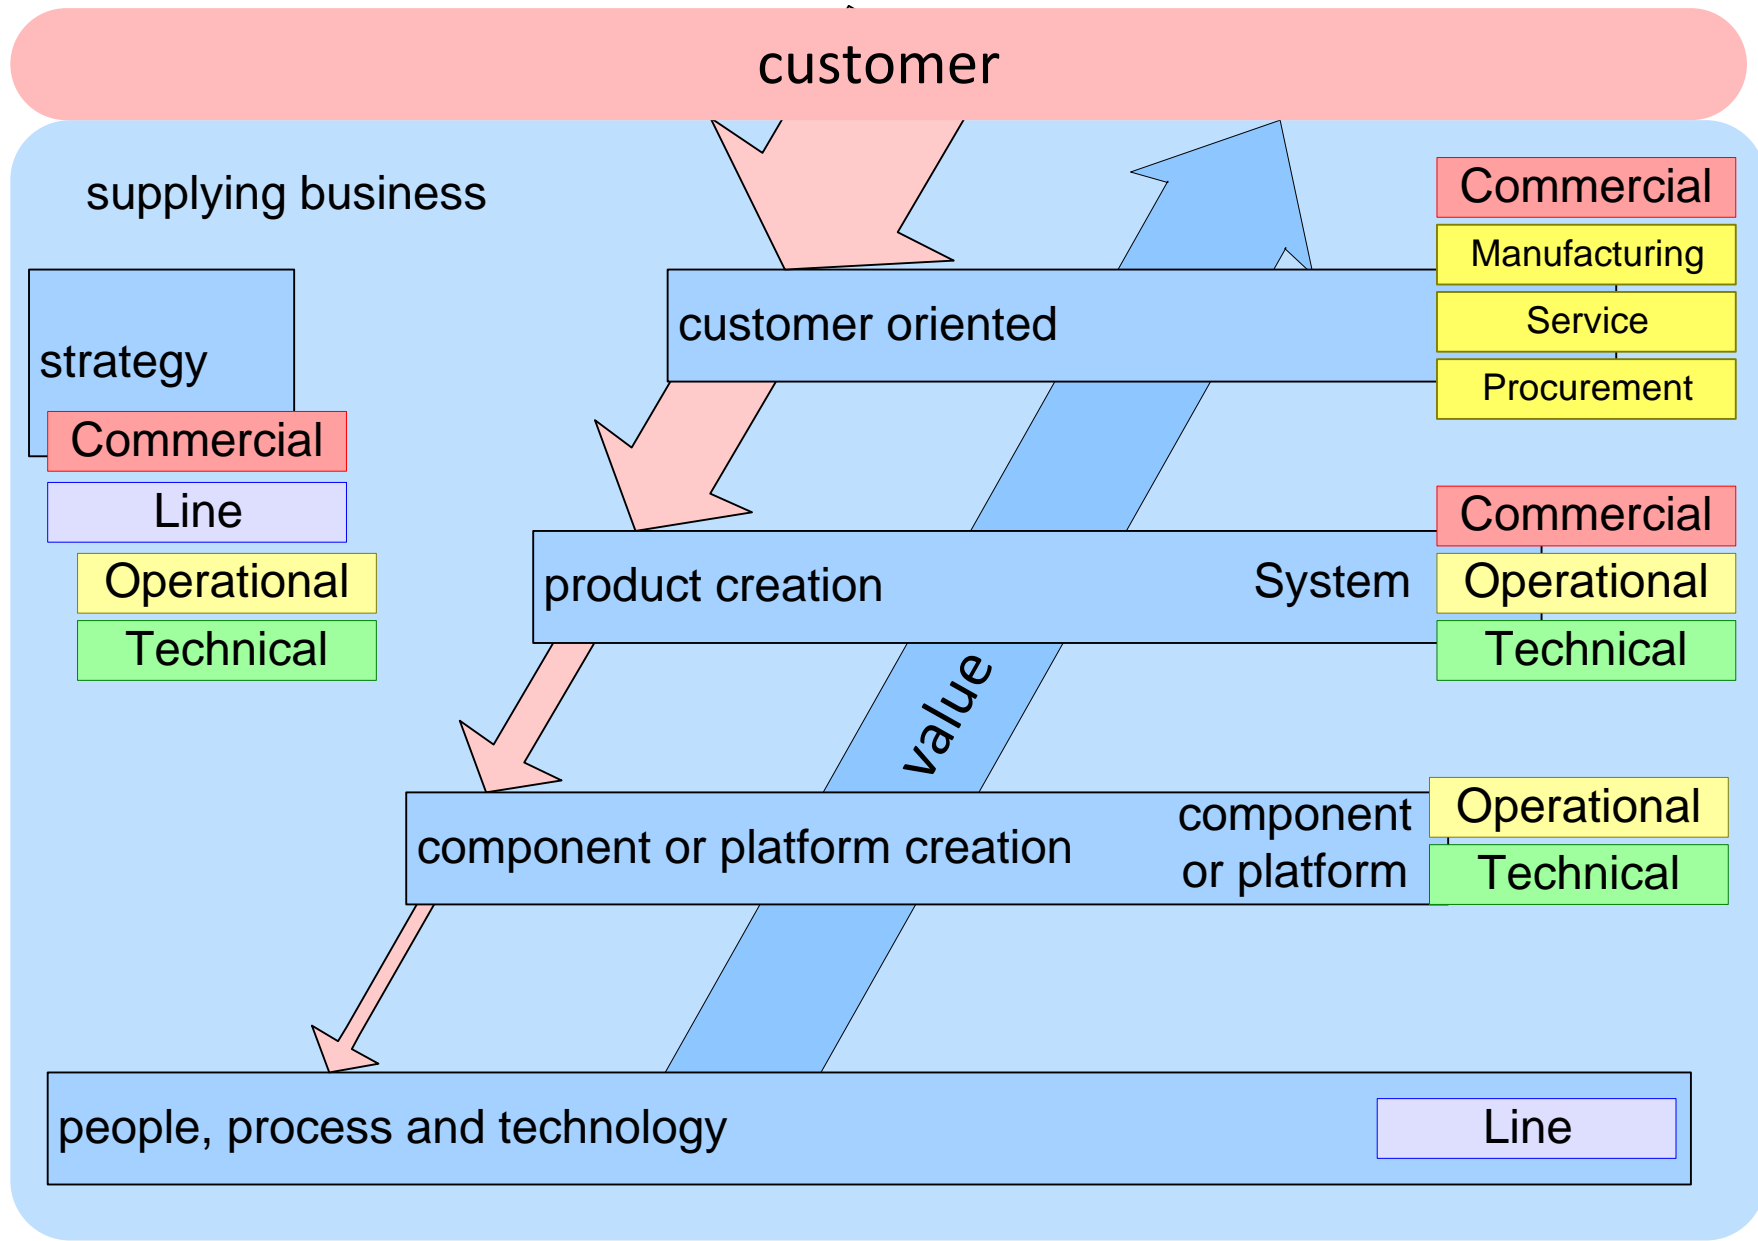 customer
supplying business
Commercial
Manufacturing
Service
Procurement
customer oriented
strategy
Commercial
Line
Operational
Technical
product creation
System
Commercial
Operational
Technical
value
component or platform creation
component
or platform
Operational
Technical
people, process and technology
Line